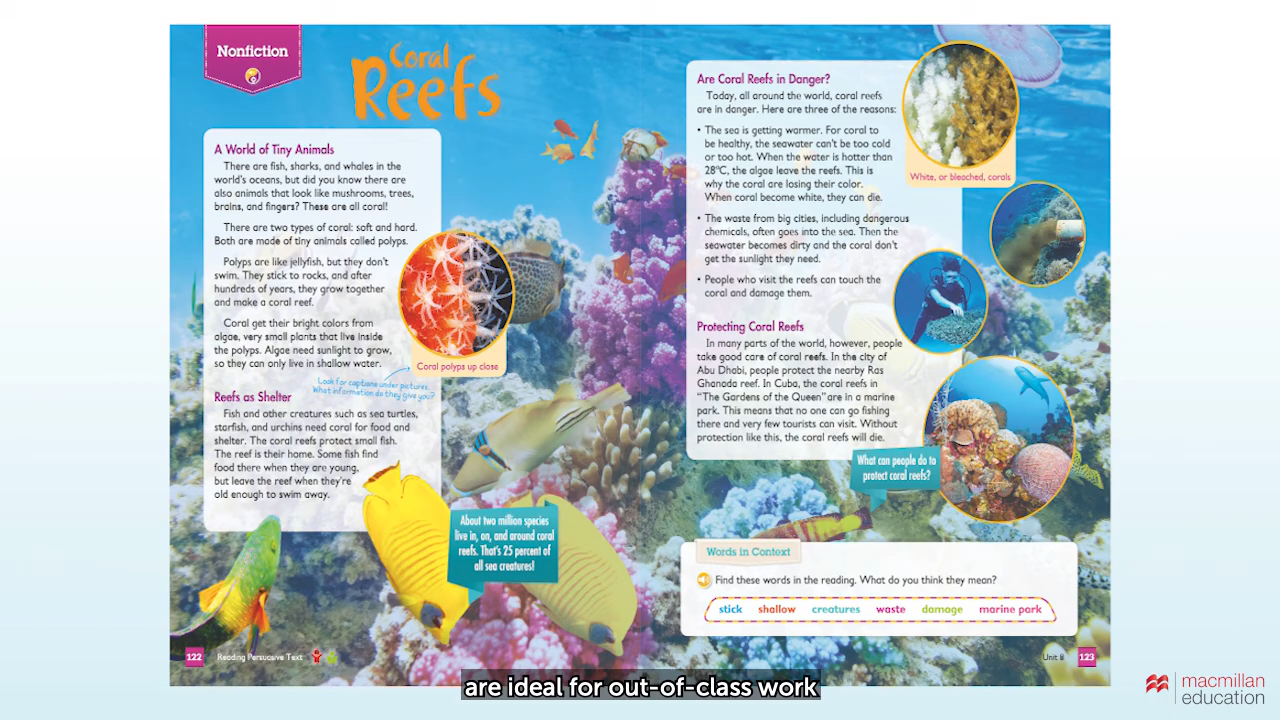 Nonfiction
Coral
Reefs
A World of Tiny Animals
There are fish, sharks, and whales in the
world's oceans, but did you know there are
also animals that look like mushrooms, trees,
brains, and fingers? These are all coral!
There are two types of coral: soft and hard.
Both are made of tiny animals called polyps.
Polyps are like jellyfish, but they don't
swim. They stick to rocks, and after
hundreds of years, they grow together
and make a coral reef.
Coral get their bright colors from
algae, very small plants that live inside
the polyps. Algae need sunlight to grow,
so they can only live in shallow water.
Coral polyps up close
Look for captions under pictures.
What information do they give you?
Reefs as Shelter
Fish and other creatures such as sea turtles,
starfish, and urchins need coral for food and
shelter. The coral reefs protect small fish.
The reef is their home. Some fish find
food there when they are young,
but leave the reef when they're
old enough to swim away.
About two million species
live in, on, and around coral
reefs. That's 25 percent of
all sea creatures!
122 Reading Persuasive Text
Are Coral Reefs in Danger?
Today, all around the world, coral reefs
are in danger. Here are three of the reasons:
• The sea is getting warmer. For coral to
be healthy, the seawater can't be too cold
or too hot. When the water is hotter than
28°C, the algae leave the reefs. This is
why the coral are losing their color.
When coral become white, they can die.
White, or bleached, corals
• The waste from big cities, including dangerous
chemicals, often goes into the sea. Then the
seawater becomes dirty and the coral don't
get the sunlight they need.
• People who visit the reefs can touch the
coral and damage them.
Protecting Coral Reefs
In many parts of the world, however, people
take good care of coral reefs. In the city of
Abu Dhabi, people protect the nearby Ras
Ghanada reef. In Cuba, the coral reefs in
"The Gardens of the Queen" are in a marine
park. This means that no one can go fishing
there and very few tourists can visit. Without
protection like this, the coral reefs will die.
What can people do to
protect coral reefs?
Words in Context
Find these words in the reading. What do you think they mean?
stick shallow creatures waste damage marine park
Unit 8 123
are ideal for out-of-class work
macmillan
education